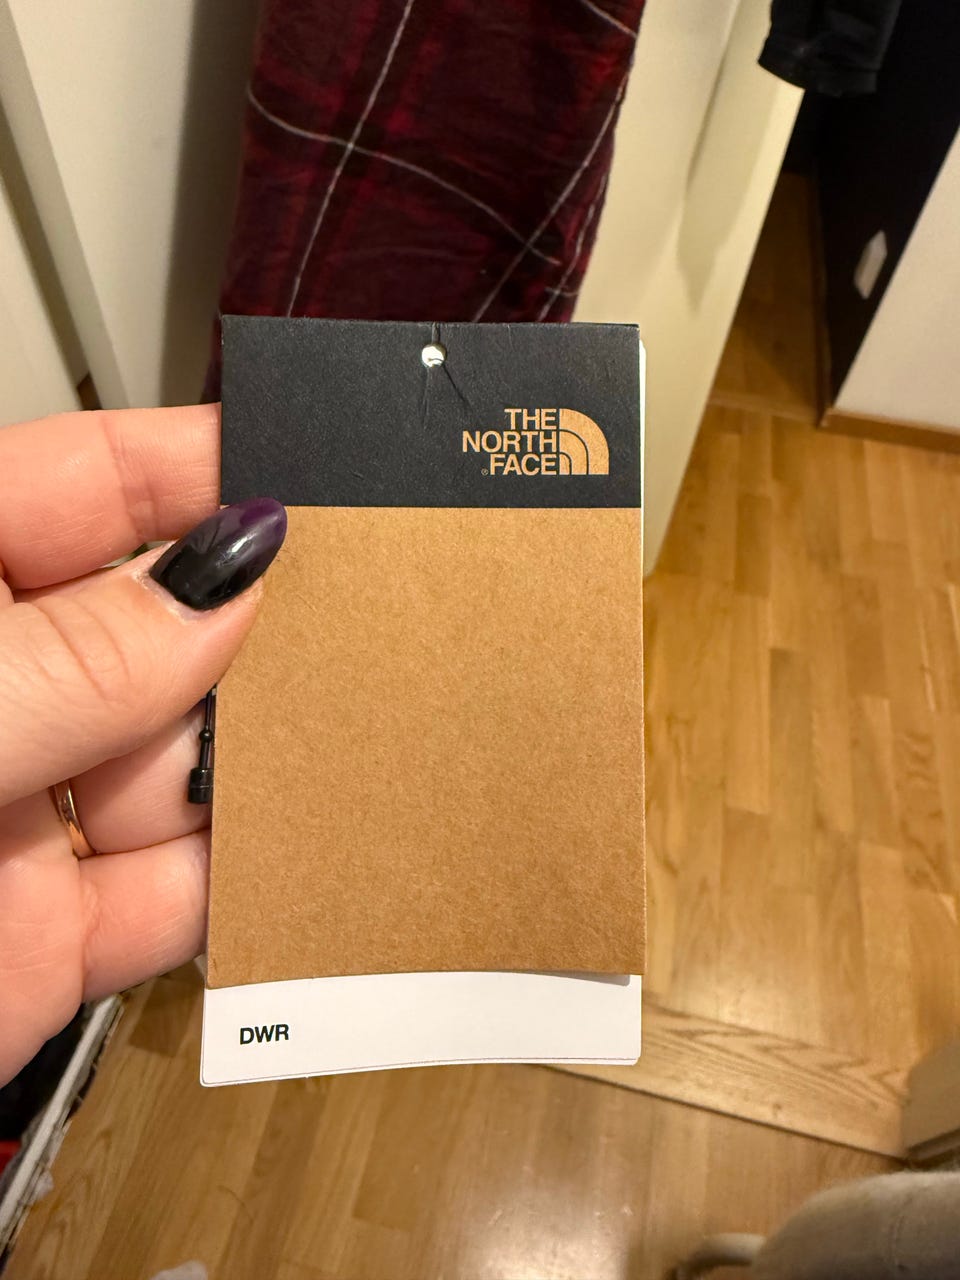 THE
NORTH
® FACE
DWR